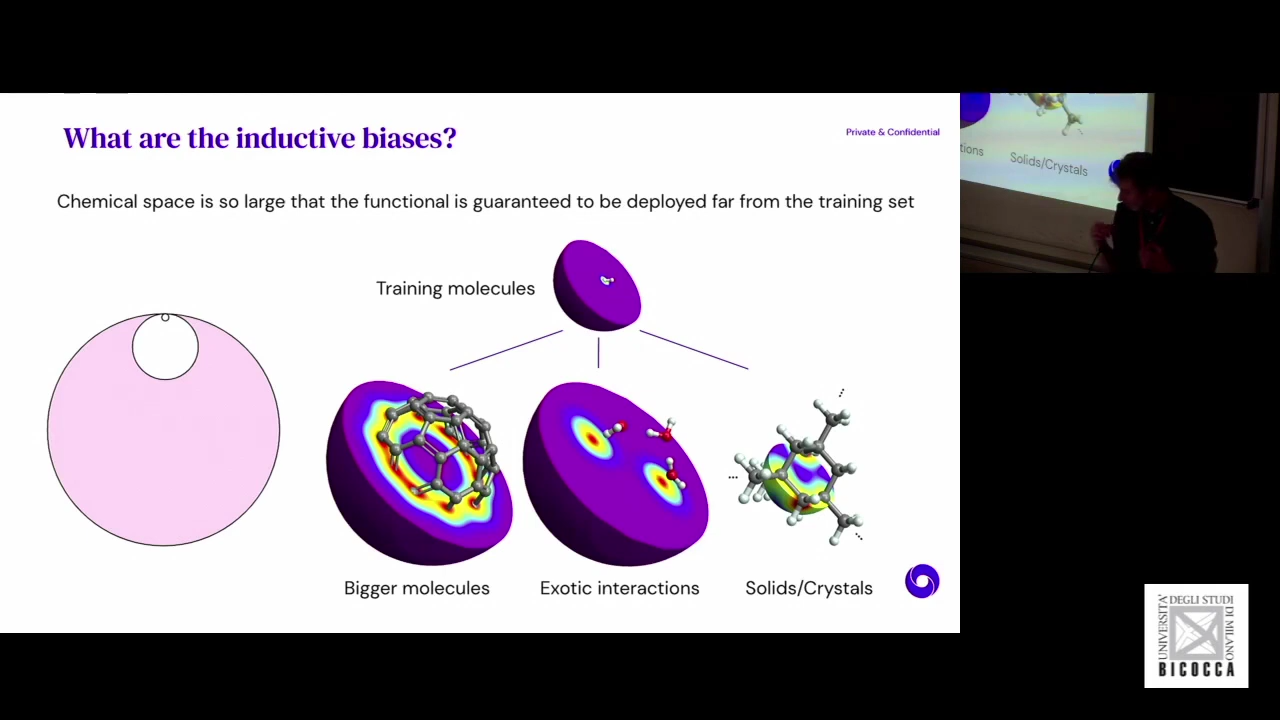 What are the inductive biases?
Private & Confidential
Chemical space is so large that the functional is guaranteed to be deployed far from the training set
Training molecules
Bigger molecules
Exotic interactions
Solids/Crystals
tions
Solids/Crystals
UNIVERSITA'
DEGLI STUDI
DI MILANO
BICOCCA